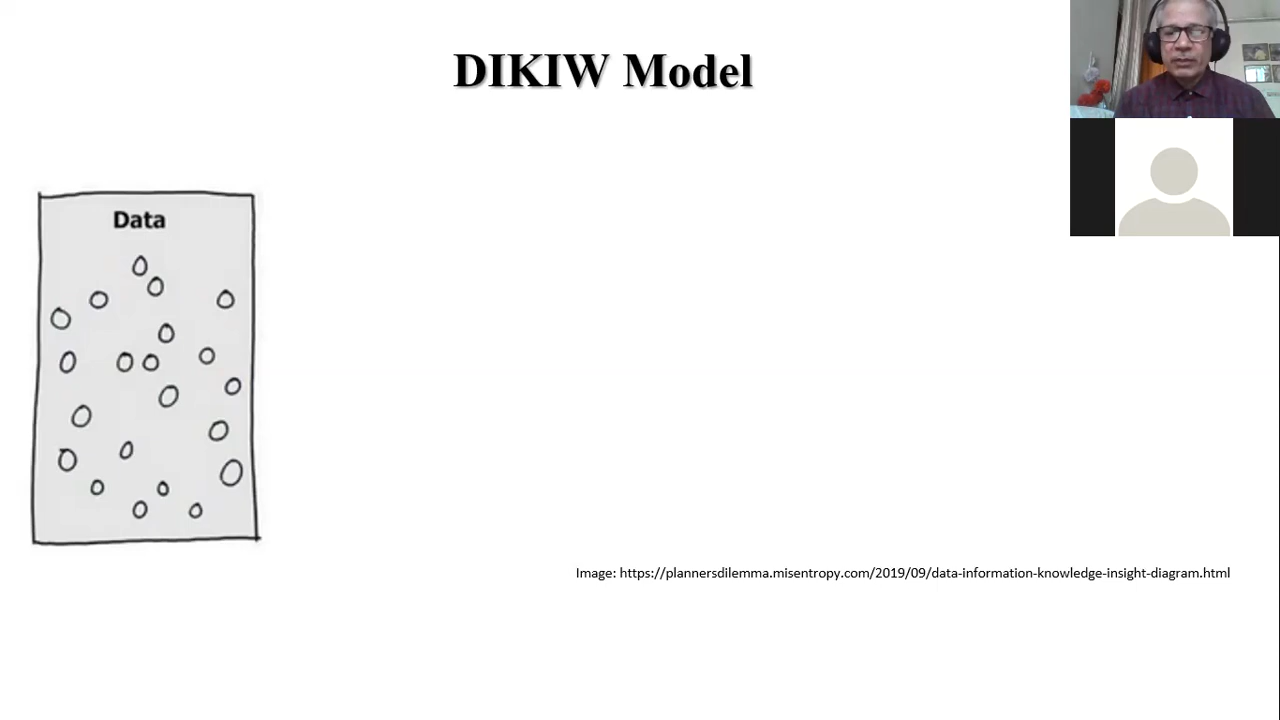 DIKIW Model
Data
Image: https://plannersdilemma.misentropy.com/2019/09/data-information-knowledge-insight-diagram.html